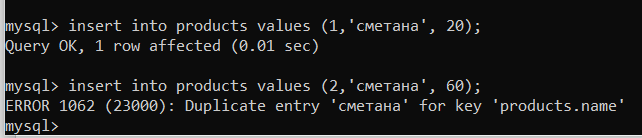 mysql> insert into products values (1,'сметана', 20);
Query OK, 1 row affected (0.01 sec)
mysql> insert into products values (2,'сметана', 60);
ERROR 1062 (23000): Duplicate entry 'сметана' for key 'products.name'
mysql>